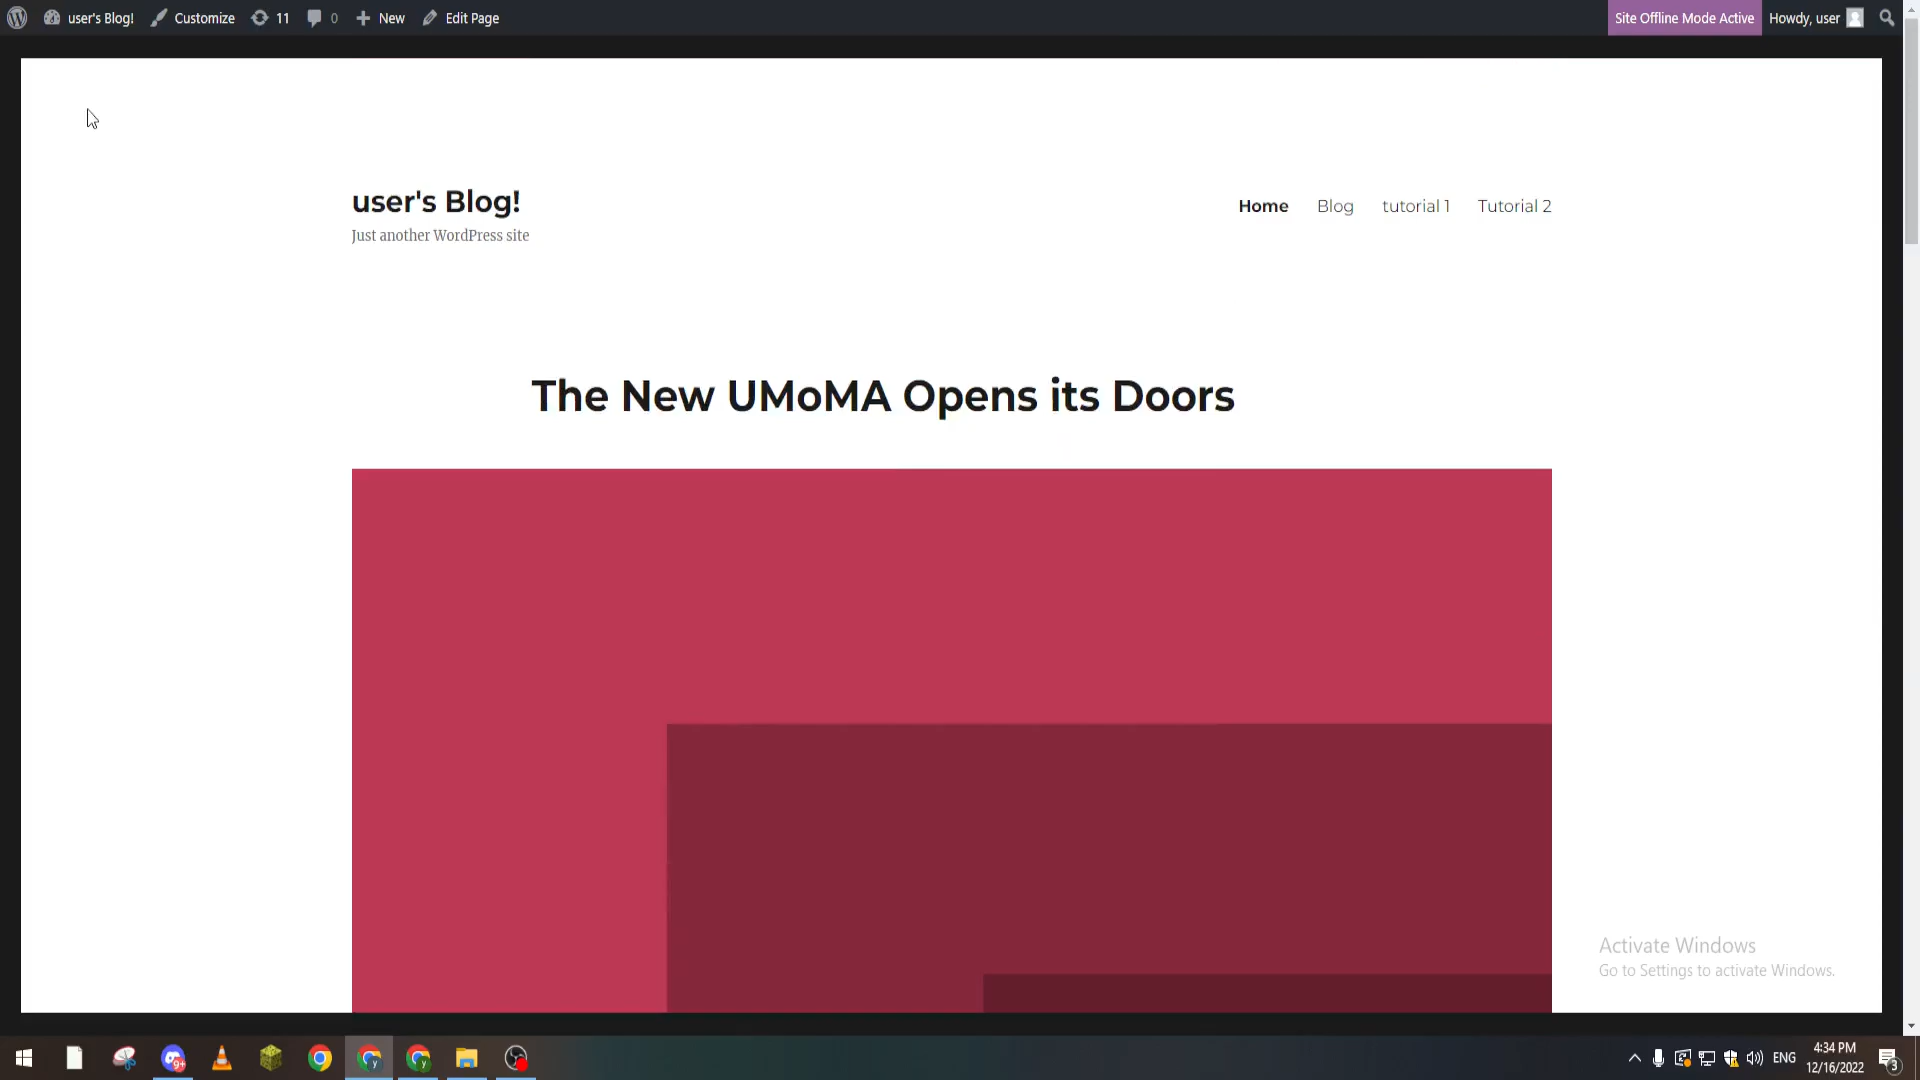 user's Blog! Customize 11 0 New Edit Page Site Offline Mode Active Howdy, user
user's Blog!
Just another WordPress site
Home Blog tutorial 1 Tutorial 2
The New UMoMA Opens its Doors
Activate Windows
Go to Settings to activate Windows.
9+ y y ENG 4:34 PM
12/16/2022 3